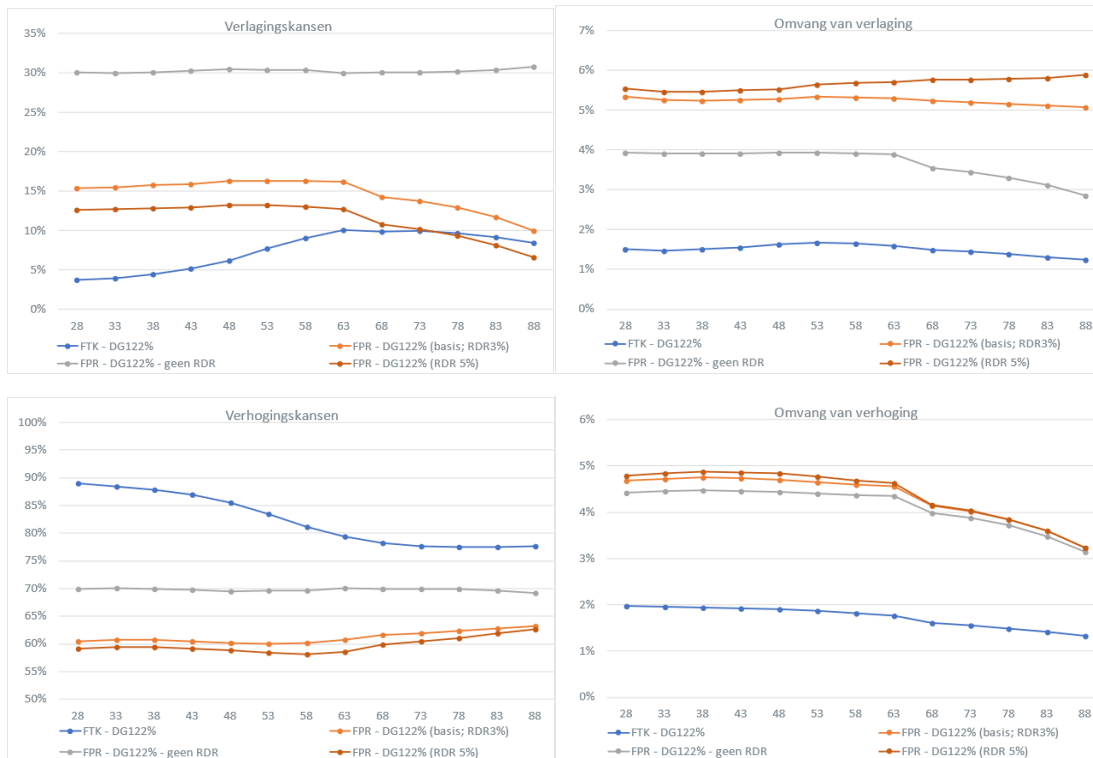 Verlagingskansen
35%
30%
25%
20%
15%
10%
5%
0%
28 33 38 43 48 53 58 63 68 73 78 83 88
FTK - DG122% FPR - DG122% (basis; RDR3%)
FPR - DG122% - geen RDR FPR - DG122% (RDR 5%)
Omvang van verlaging
7%
6%
5%
4%
3%
2%
1%
0%
28 33 38 43 48 53 58 63 68 73 78 83 88
FTK - DG122% FPR - DG122% (basis; RDR3%)
FPR - DG122% - geen RDR FPR - DG122% (RDR 5%)
Verhogingskansen
100%
95%
90%
85%
80%
75%
70%
65%
60%
55%
50%
28 33 38 43 48 53 58 63 68 73 78 83 88
FTK - DG122% FPR - DG122% (basis; RDR3%)
FPR - DG122% - geen RDR FPR - DG122% (RDR 5%)
Omvang van verhoging
6%
5%
4%
3%
2%
1%
0%
28 33 38 43 48 53 58 63 68 73 78 83 88
FTK - DG122% FPR - DG122% (basis; RDR3%)
FPR - DG122% - geen RDR FPR - DG122% (RDR 5%)